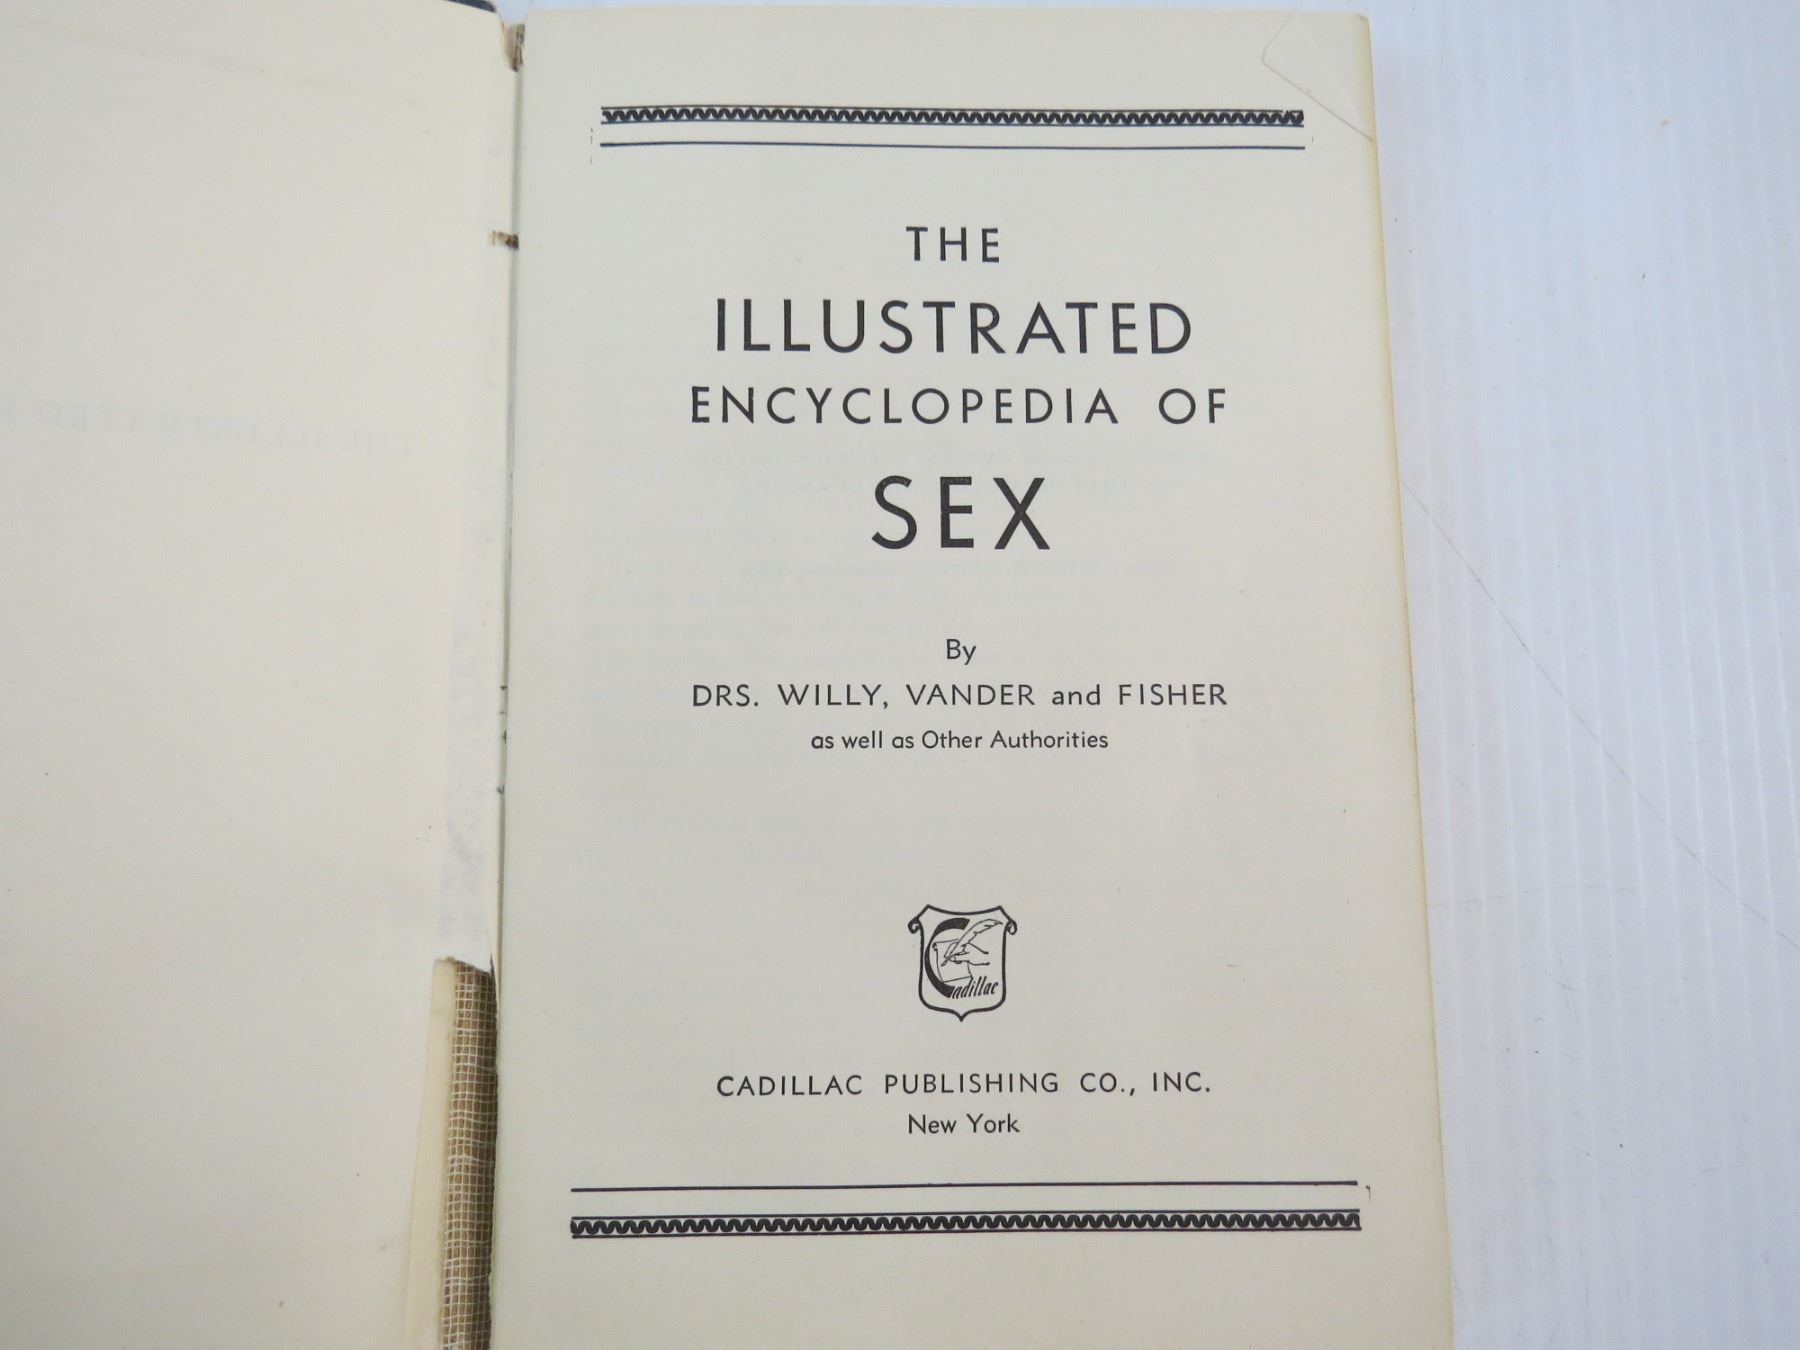 THE
ILLUSTRATED
ENCYCLOPEDIA OF
SEX
By
DRS. WILLY, VANDER and FISHER
as well as Other Authorities
Cadillac
CADILLAC PUBLISHING CO., INC.
New York